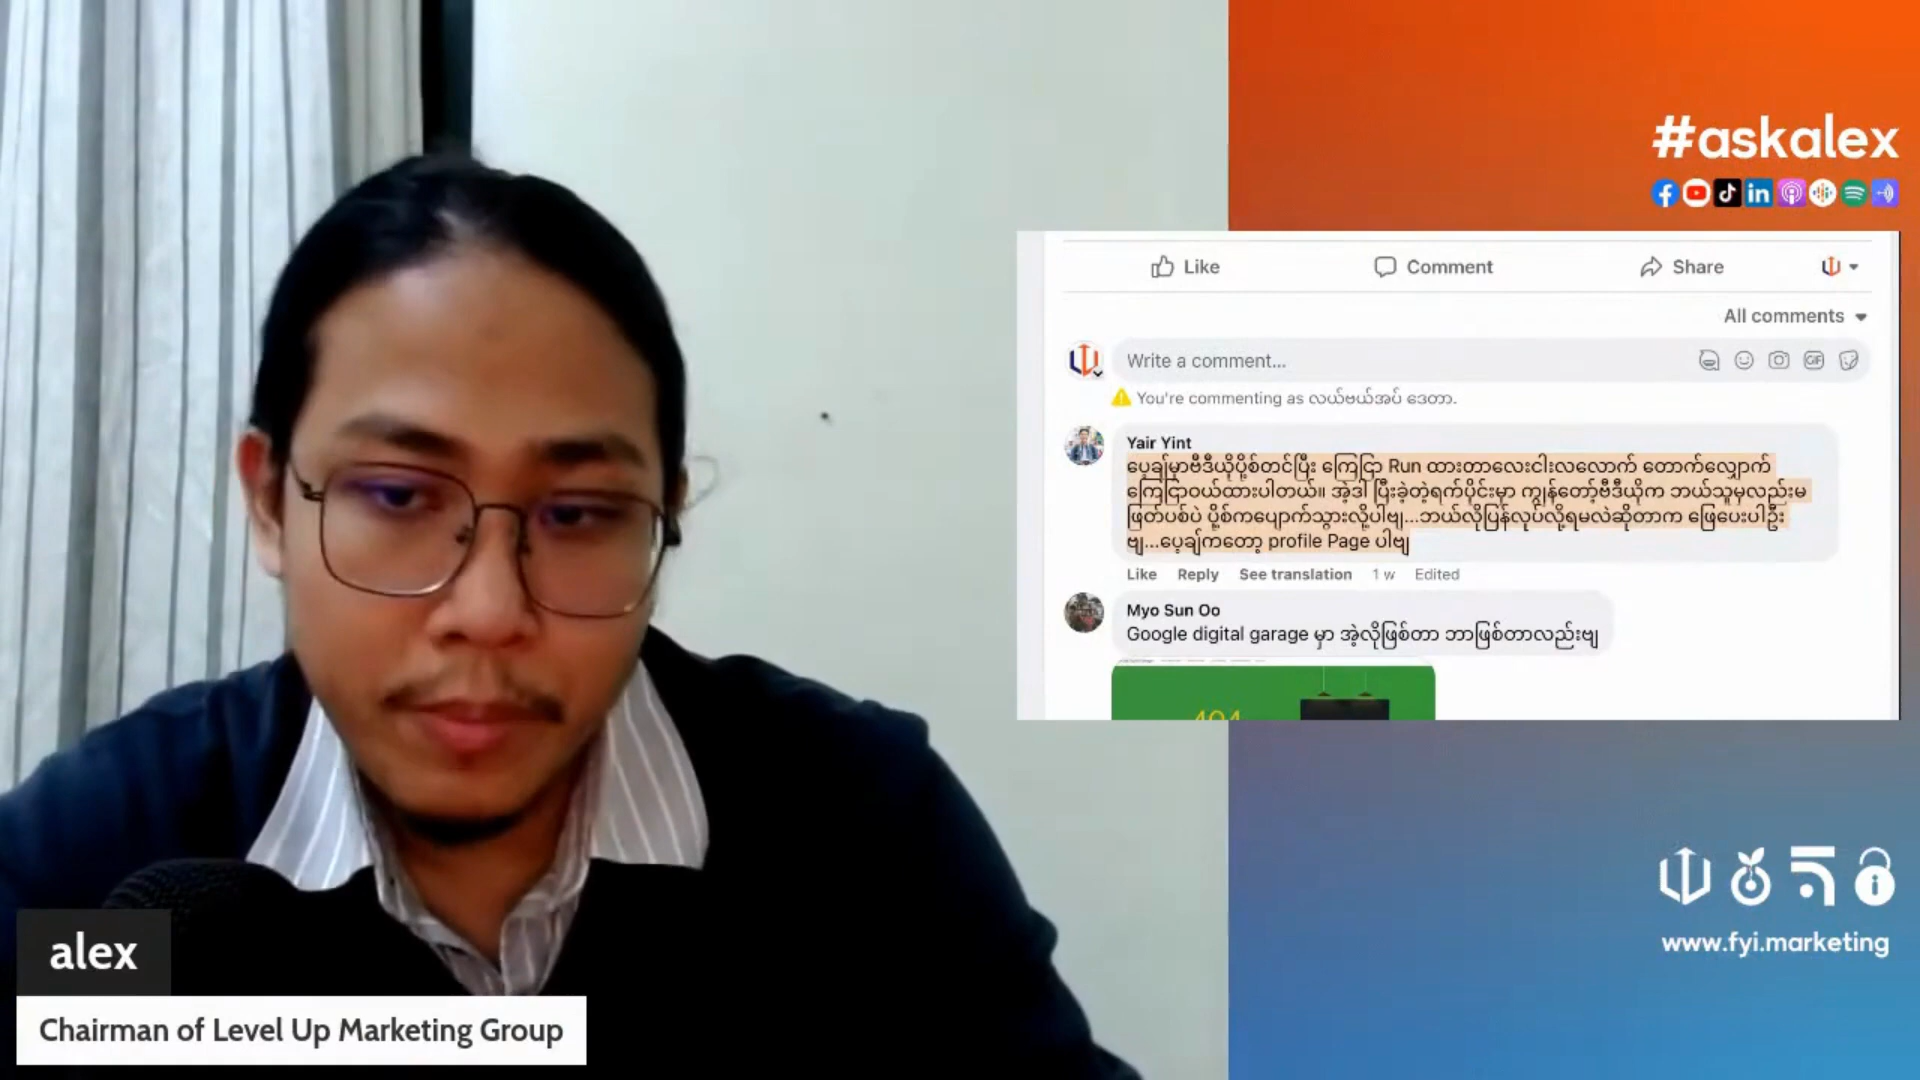 #askalex
Like
Comment
Share
All comments
Write a comment...
GIF
You're commenting as လယ်ဗယ်အပ် ဒေတာ.
Yair Yint
ပေ့ချ်မှာဗီဒီယိုပို့စ်တင်ပြီး ကြေငြာ Run ထားတာလေးငါးလလောက် တောက်လျှောက်
ကြေငြာဝယ်ထားပါတယ်။ အဲ့ဒါ ပြီးခဲ့တဲ့ရက်ပိုင်းမှာ ကျွန်တော့်ဗီဒီယိုက ဘယ်သူမှလည်းမ
ဖြတ်ပစ်ပဲ ပို့စ်ကပျောက်သွားလို့ပါဗျ...ဘယ်လိုပြန်လုပ်လို့ရမလဲဆိုတာက ဖြေပေးပါဦး
ဗျ...ပေ့ချ်ကတော့ profile Page ပါဗျ
Like Reply See translation 1 w Edited
Myo Sun Oo
Google digital garage မှာ အဲ့လိုဖြစ်တာ ဘာဖြစ်တာလည်းဗျ
404
alex
Chairman of Level Up Marketing Group
www.fyi.marketing